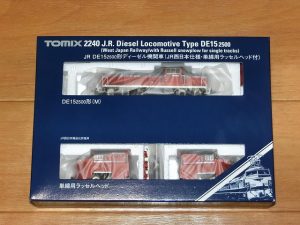 TOMIX 2240 J.R. Diesel Locomotive Type DE15 2500
(West Japan Railway/with Russell snowplow for single tracks)
JR DE15 2500形ディーゼル機関車(JR西日本仕様・単線用ラッセルヘッド付)
DE15 2500形(M)
単線用ラッセルヘッド